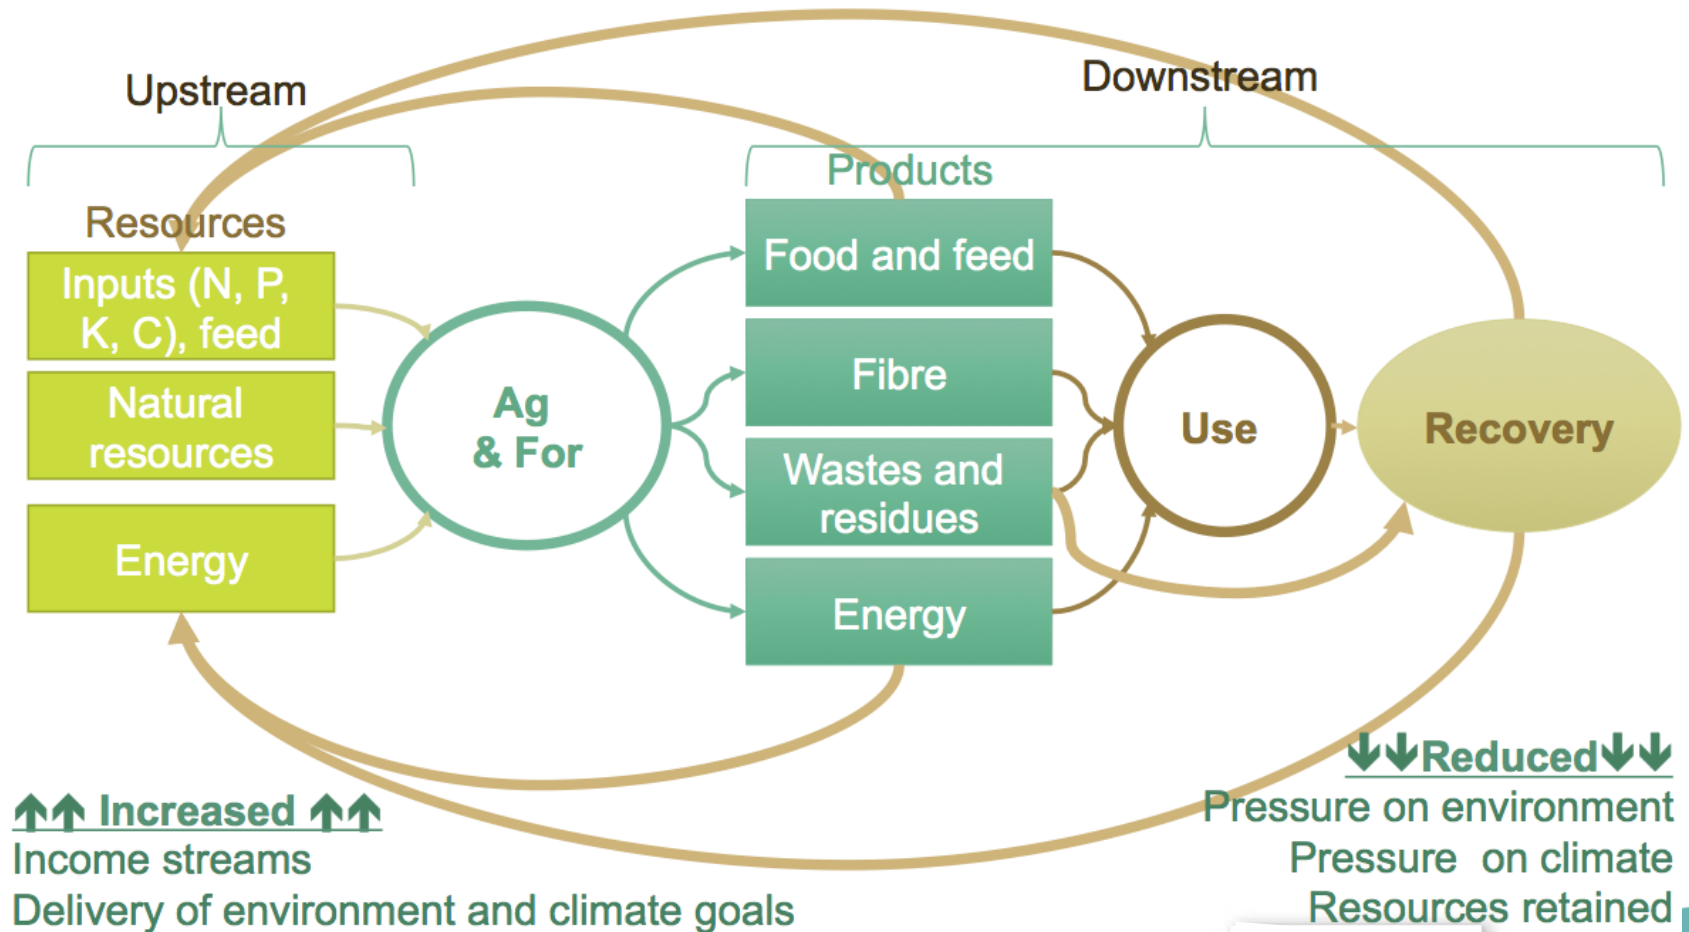 Upstream
Downstream
Resources
Inputs (N, P,
K, C), feed
Natural
resources
Energy
Ag
& For
Products
Food and feed
Fibre
Wastes and
residues
Energy
Use
Recovery
Increased
Income streams
Delivery of environment and climate goals
Reduced
Pressure on environment
Pressure on climate
Resources retained